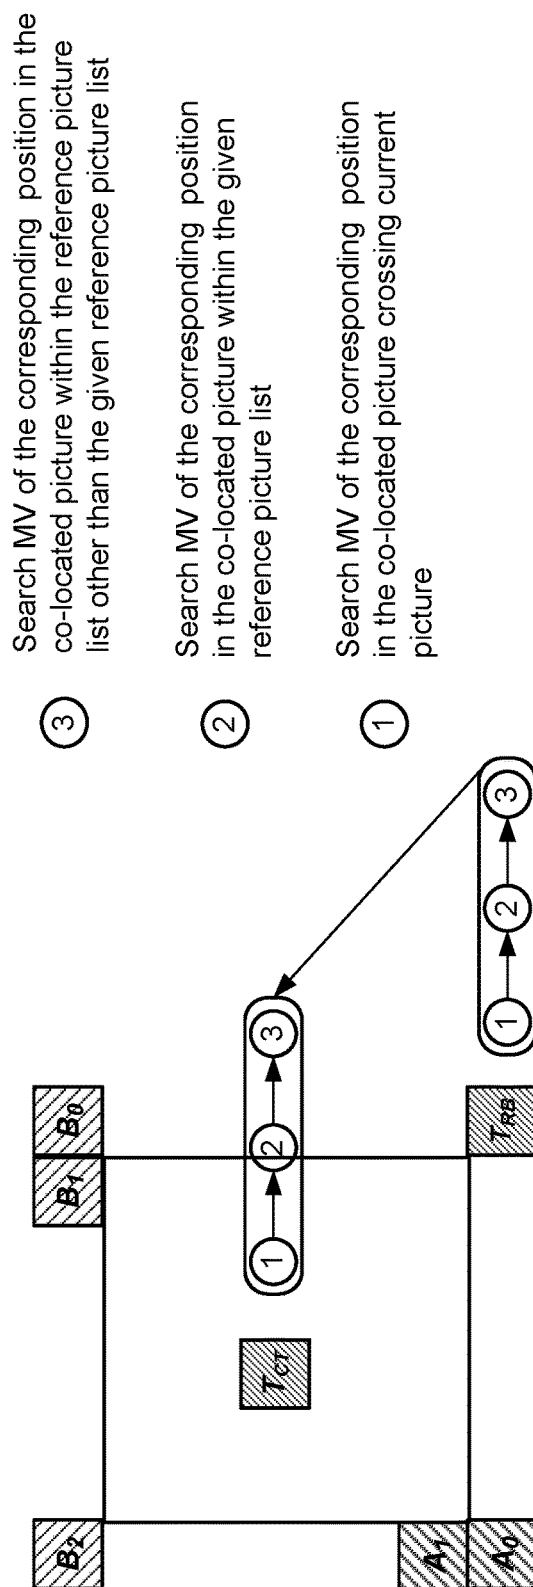 B2
B1
B0
TCT
1
2
3
A1
A0
TRB
1
2
3
3
Search MV of the corresponding position in the
co-located picture within the reference picture
list other than the given reference picture list
2
Search MV of the corresponding position
in the co-located picture within the given
reference picture list
1
Search MV of the corresponding position
in the co-located picture crossing current
picture